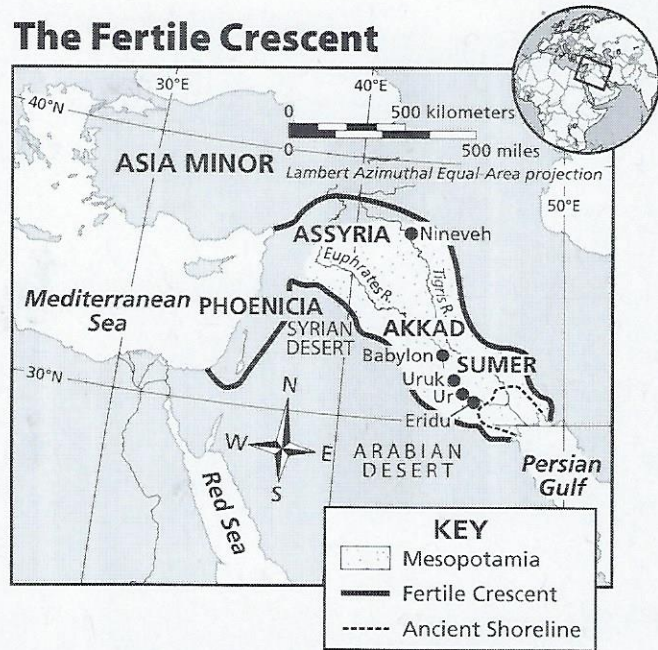 The Fertile Crescent
30°E
40°E
40°N
0 500 kilometers
0 500 miles
Lambert Azimuthal Equal-Area projection
ASIA MINOR
50°E
ASSYRIA
Nineveh
Euphrates R.
Tigris R.
Mediterranean
Sea
PHOENICIA
SYRIAN
DESERT
AKKAD
Babylon
SUMER
Uruk
Ur
Eridu
30°N
N
W E
S
ARABIAN
DESERT
Persian
Gulf
Red Sea
KEY
Mesopotamia
Fertile Crescent
Ancient Shoreline